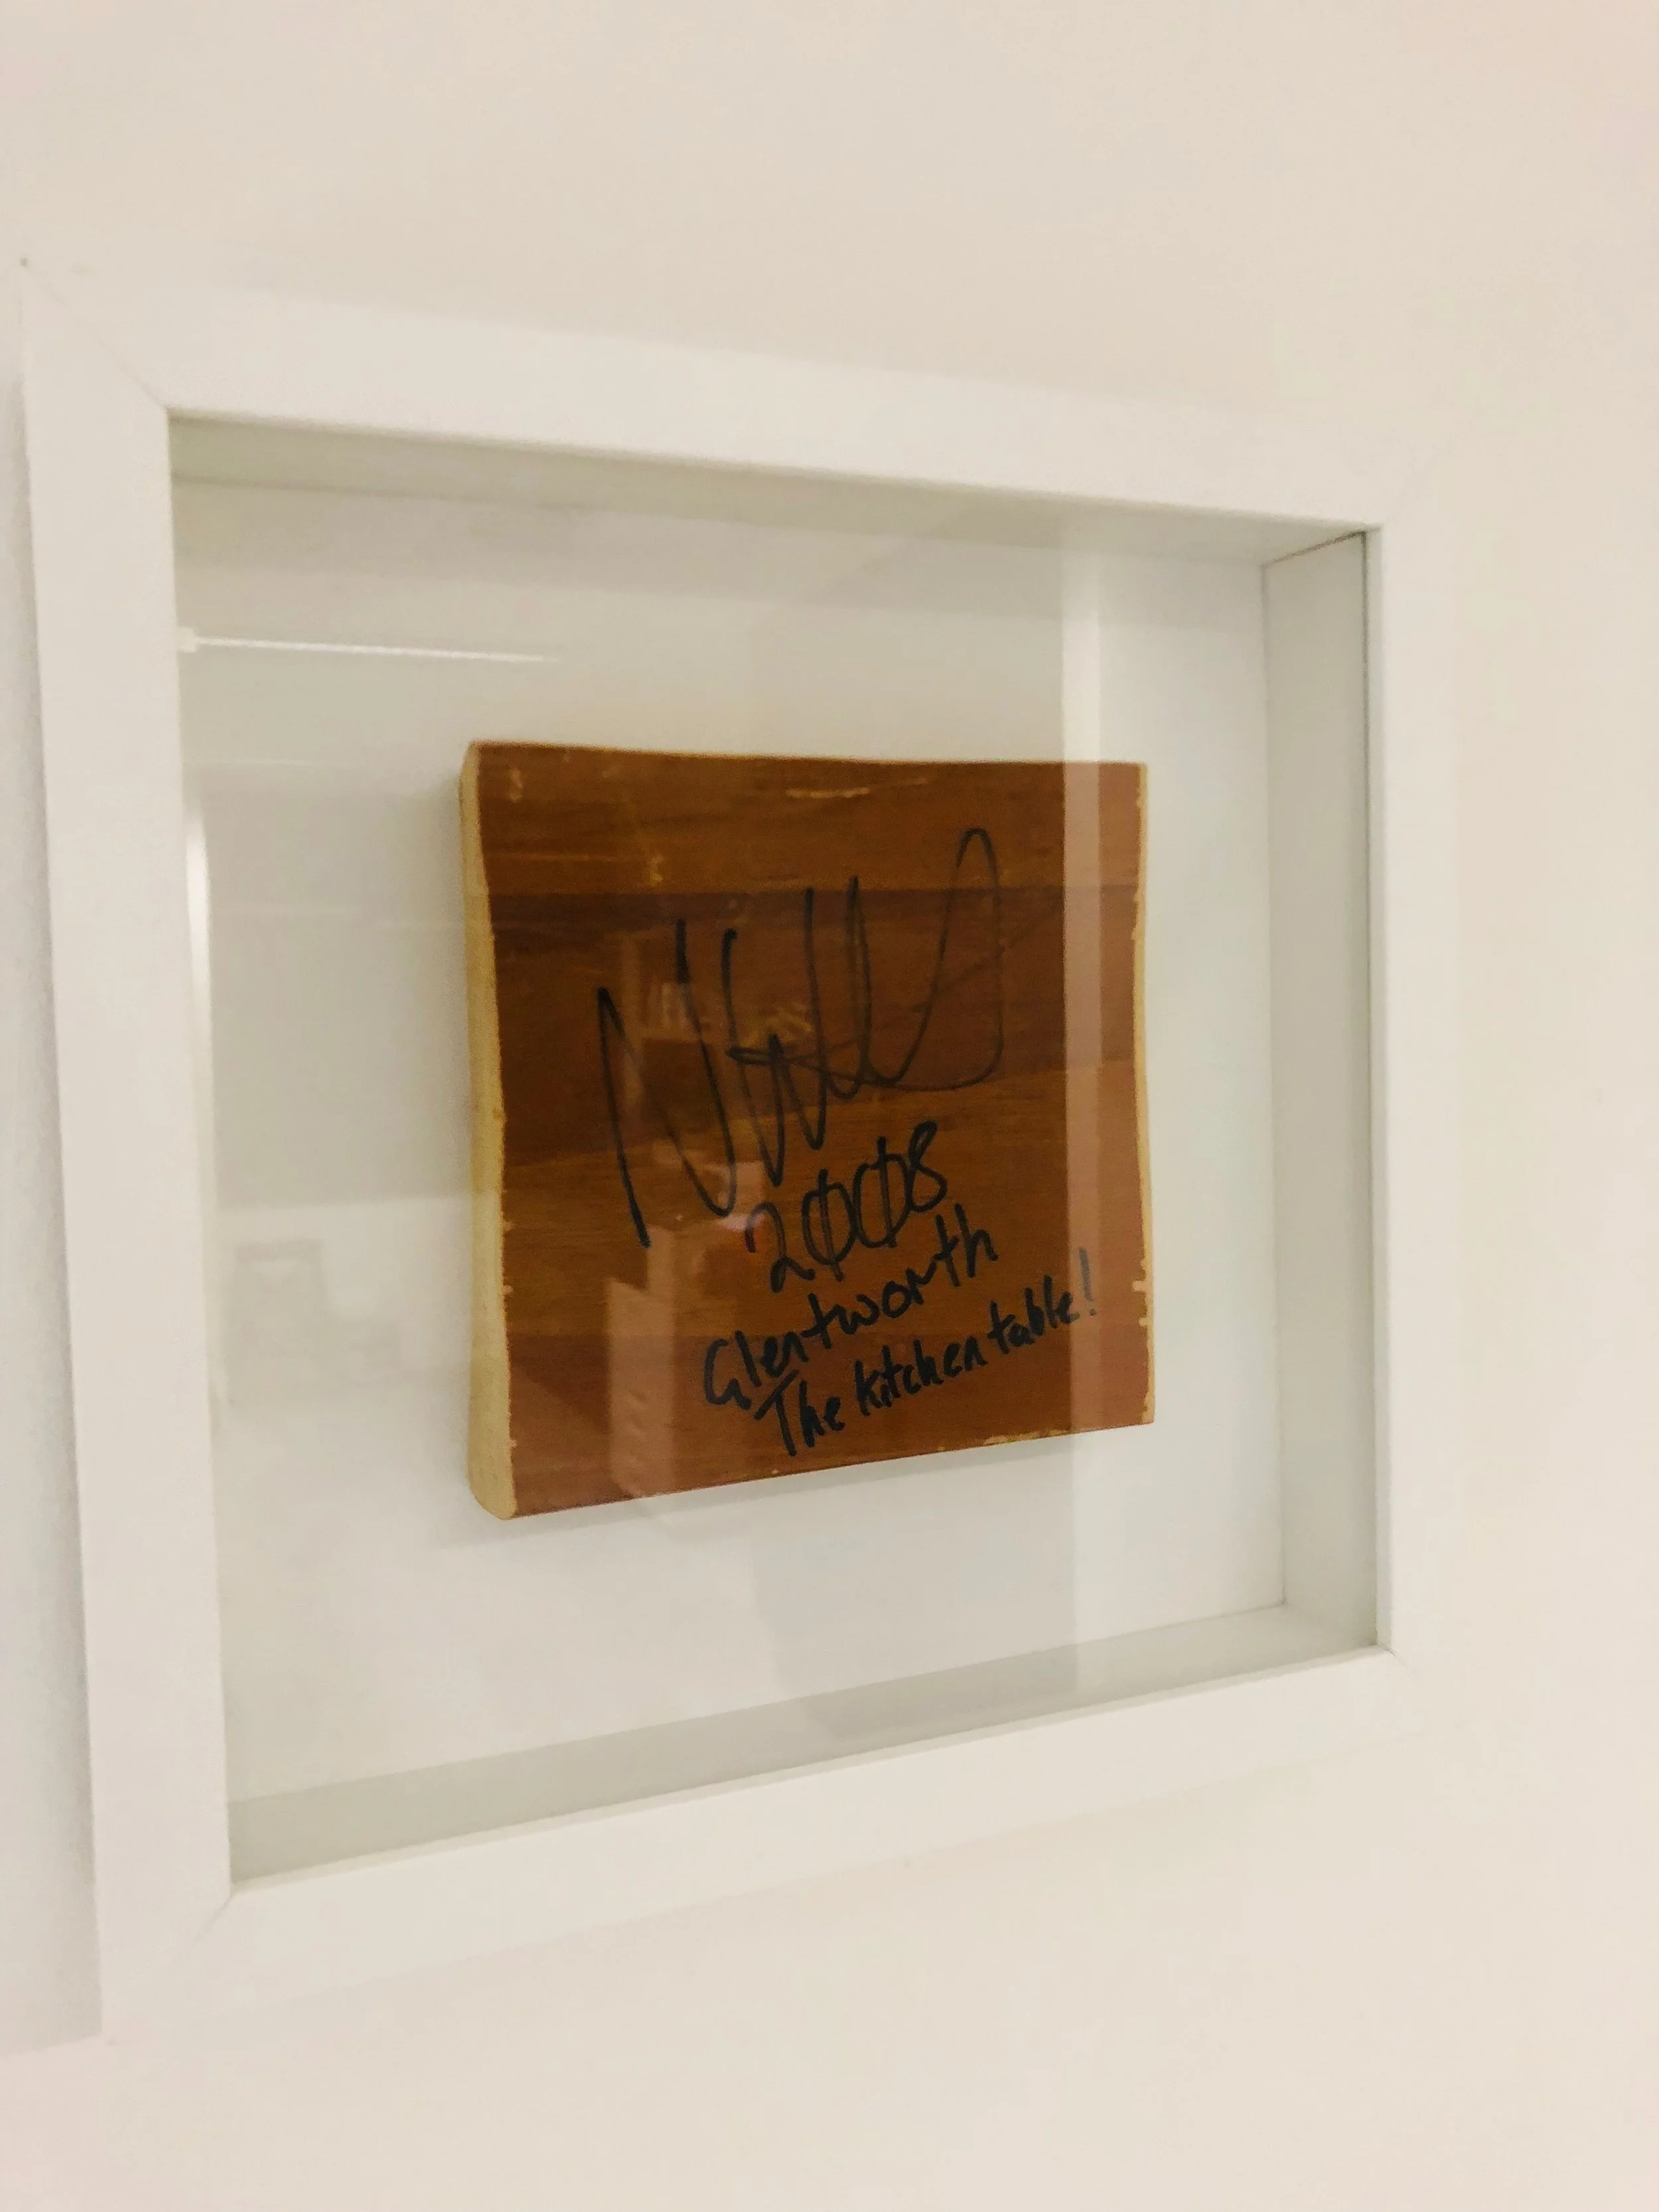 2008
Glentworth
The kitchen table!